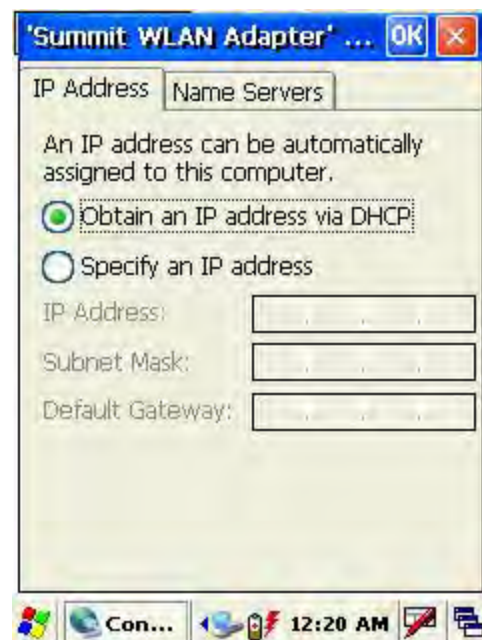 'Summit WLAN Adapter' ... OK
IP Address Name Servers
An IP address can be automatically
assigned to this computer.
Obtain an IP address via DHCP
Specify an IP address
IP Address:
Subnet Mask:
Default Gateway:
Con... 12:20 AM